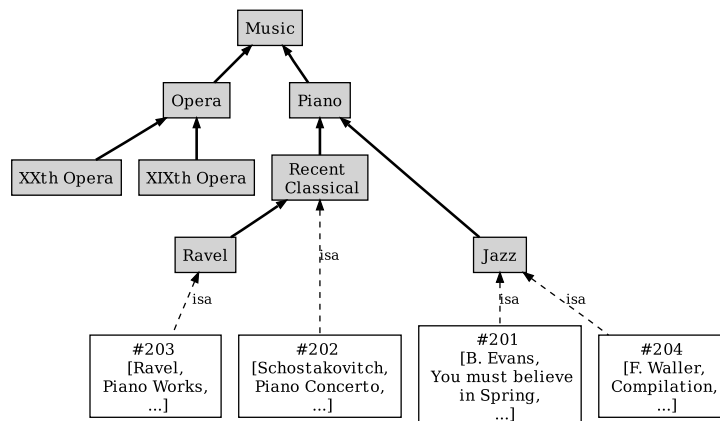 Music
Opera
Piano
XXth Opera
XIXth Opera
Recent
Classical
Ravel
isa
Jazz
isa
isa
isa
#203
[Ravel,
Piano Works,
...]
#202
[Schostakovitch,
Piano Concerto,
...]
#201
[B. Evans,
You must believe
in Spring,
...]
#204
[F. Waller,
Compilation,
...]